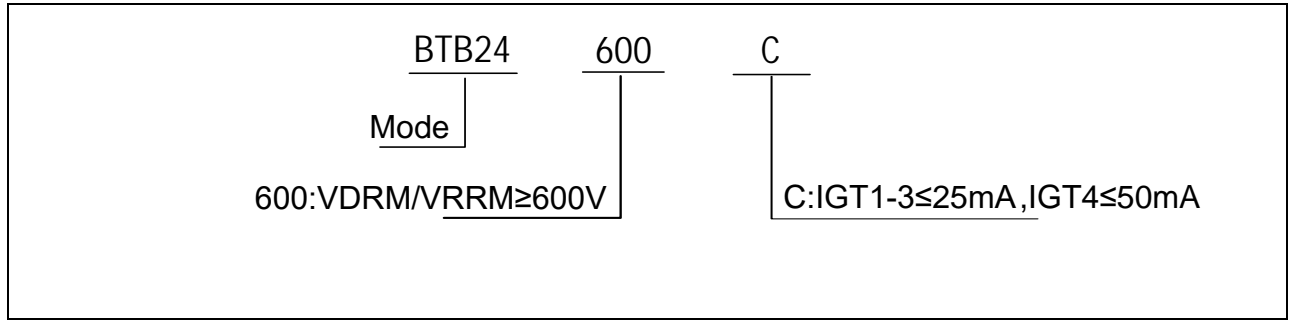 BTB24 600 C
Mode
600:VDRM/VRRM≥600V C:IGT1-3≤25mA,IGT4≤50mA